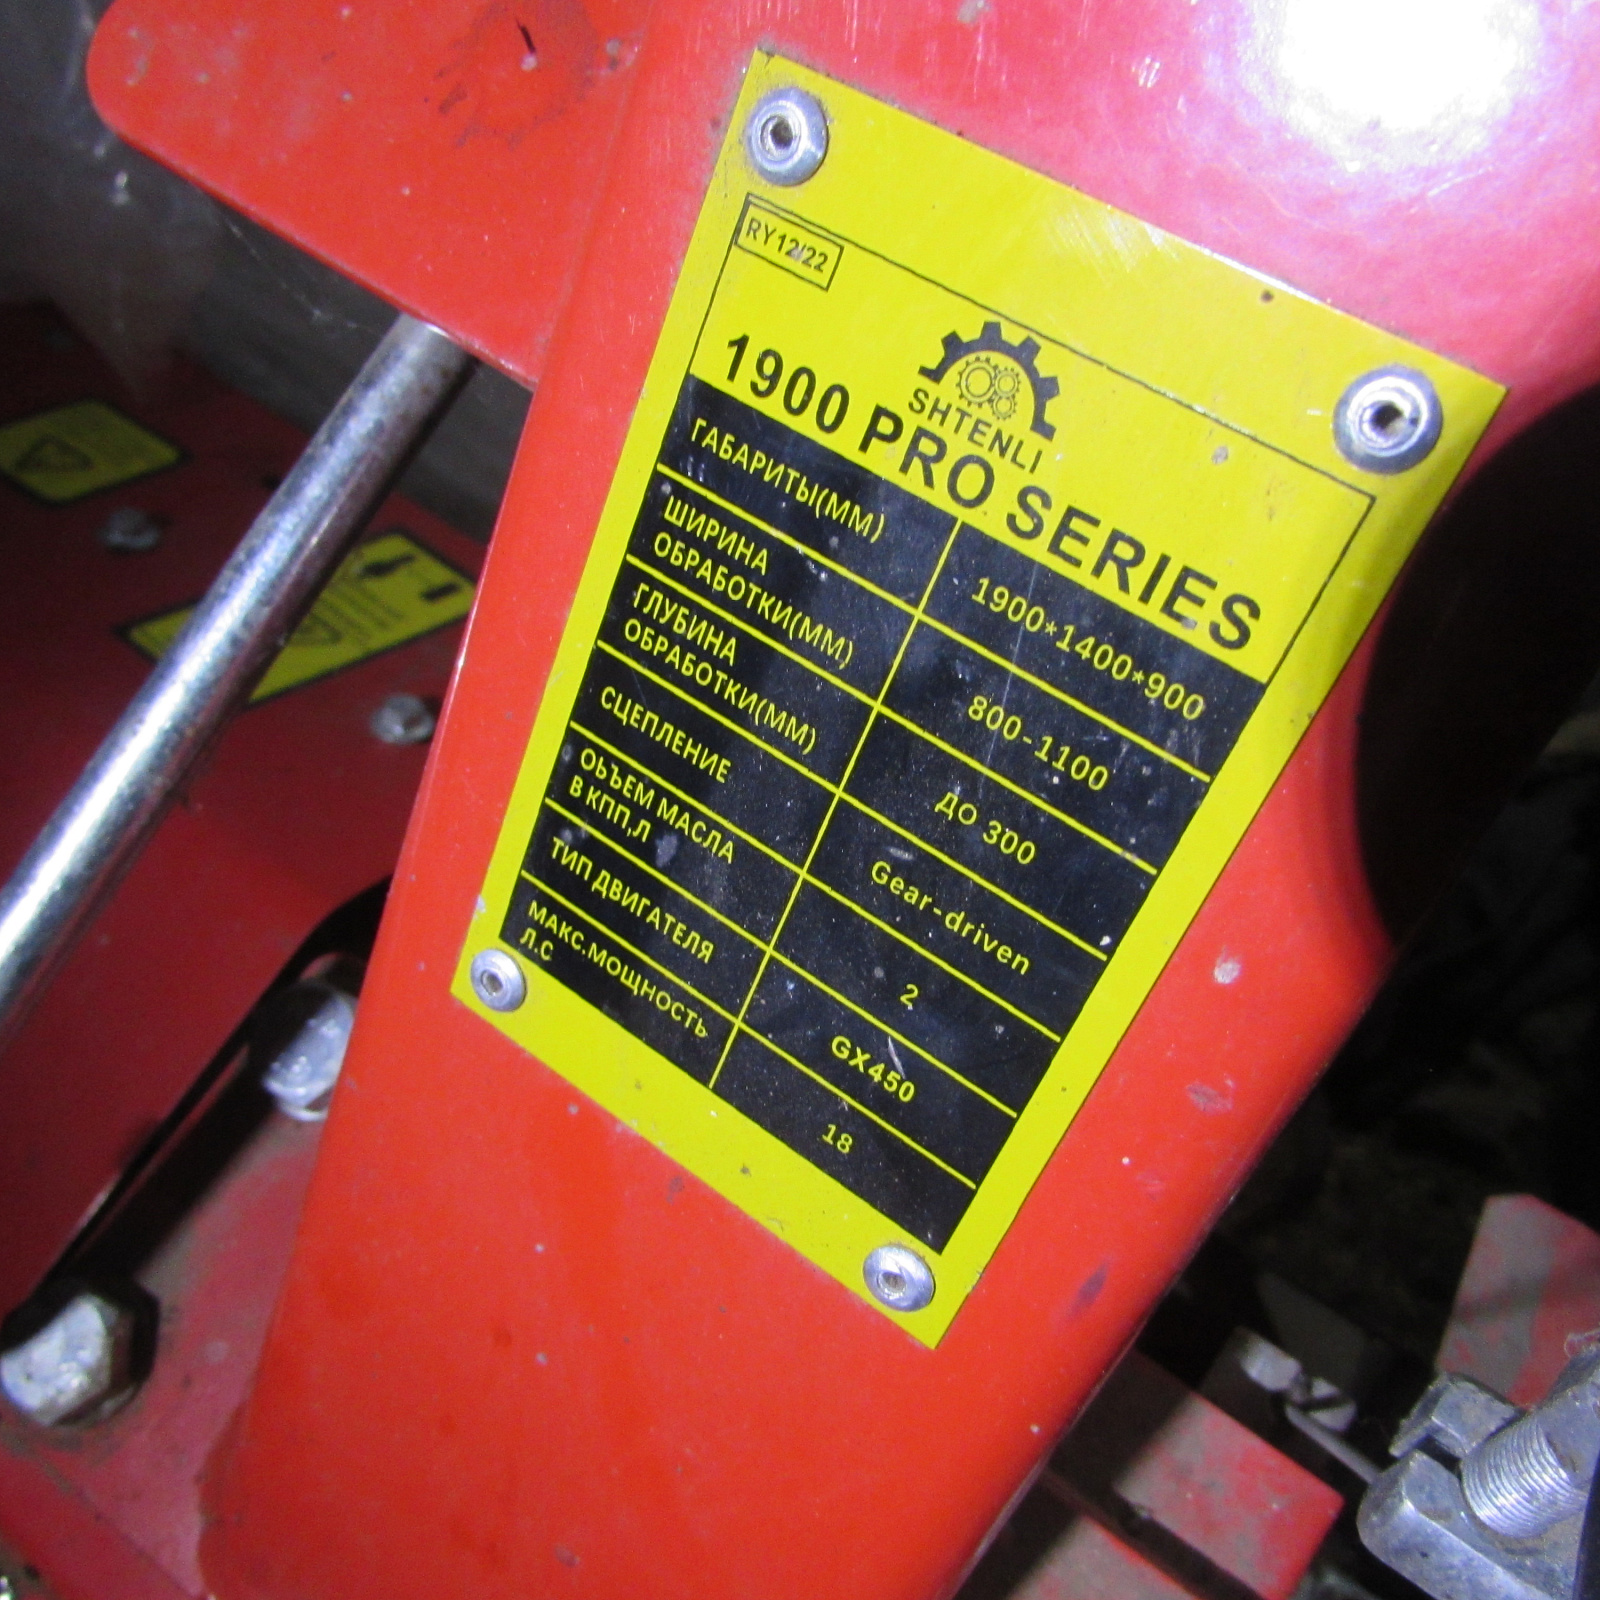 RY12/22
SHTENLI
1900 PRO SERIES
ГАБАРИТЫ(ММ) 1900*1400*900
ШИРИНА
ОБРАБОТКИ(ММ) 800-1100
ГЛУБИНА
ОБРАБОТКИ(ММ) ДО 300
СЦЕПЛЕНИЕ Gear-driven
ОЬЪЕМ МАСЛА
В КПП,Л 2
ТИП ДВИГАТЕЛЯ GX450
МАКС.МОЩНОСТЬ
Л.С 18